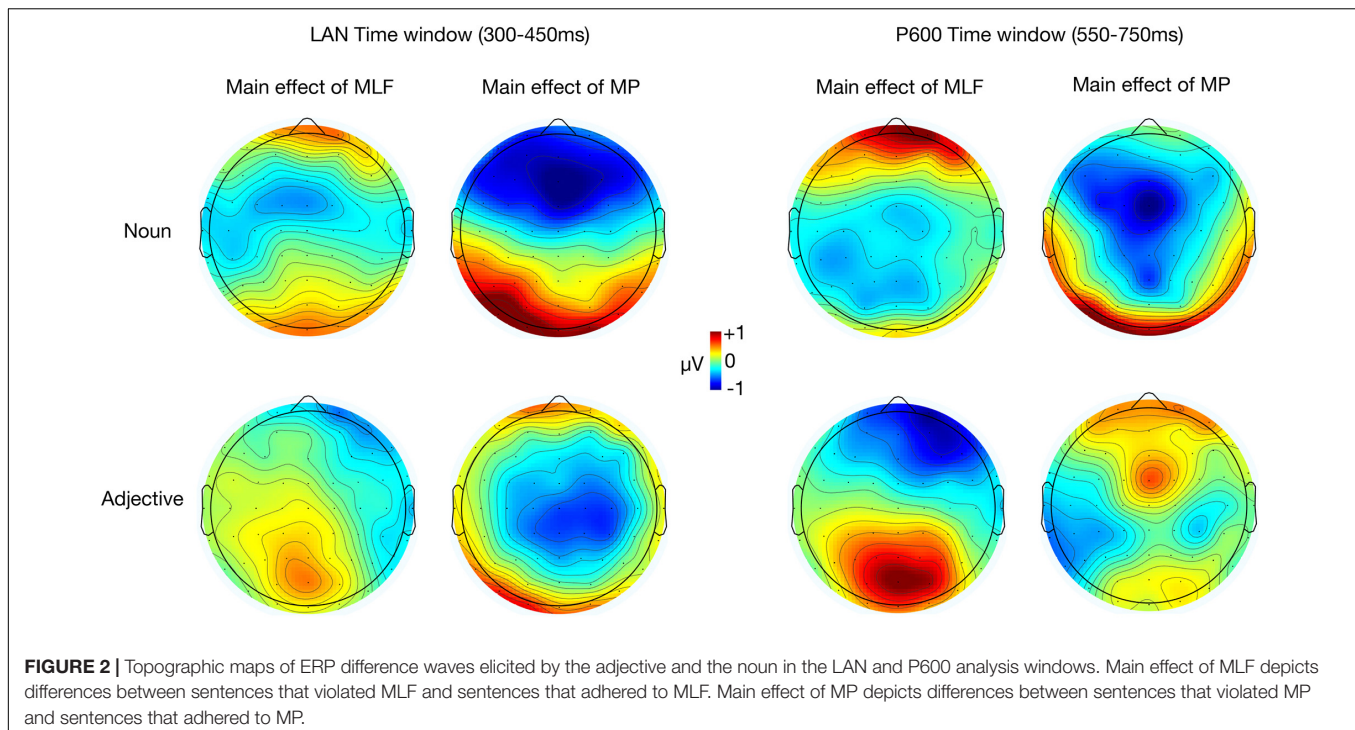 LAN Time window (300-450ms)
P600 Time window (550-750ms)
Main effect of MLF
Main effect of MP
Main effect of MLF
Main effect of MP
Noun
µV
+1
0
-1
Adjective
FIGURE 2 | Topographic maps of ERP difference waves elicited by the adjective and the noun in the LAN and P600 analysis windows. Main effect of MLF depicts
differences between sentences that violated MLF and sentences that adhered to MLF. Main effect of MP depicts differences between sentences that violated MP
and sentences that adhered to MP.